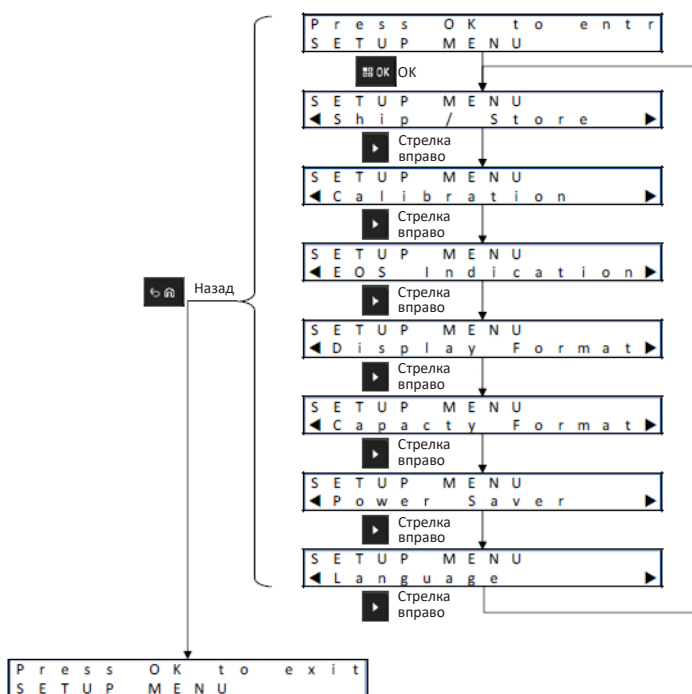 Press OK to entr
SETUP MENU
OK OK
SETUP MENU
◀Ship / Store ▶
Стрелка
вправо
SETUP MENU
◀Calibration ▶
Стрелка
вправо
SETUP MENU
◀EOS Indication▶
Назад
Стрелка
вправо
SETUP MENU
◀Display Format▶
Стрелка
вправо
SETUP MENU
◀Capacty Format▶
Стрелка
вправо
SETUP MENU
◀Power Saver ▶
Стрелка
вправо
SETUP MENU
◀Language ▶
Стрелка
вправо
Press OK to exit
SETUP MENU